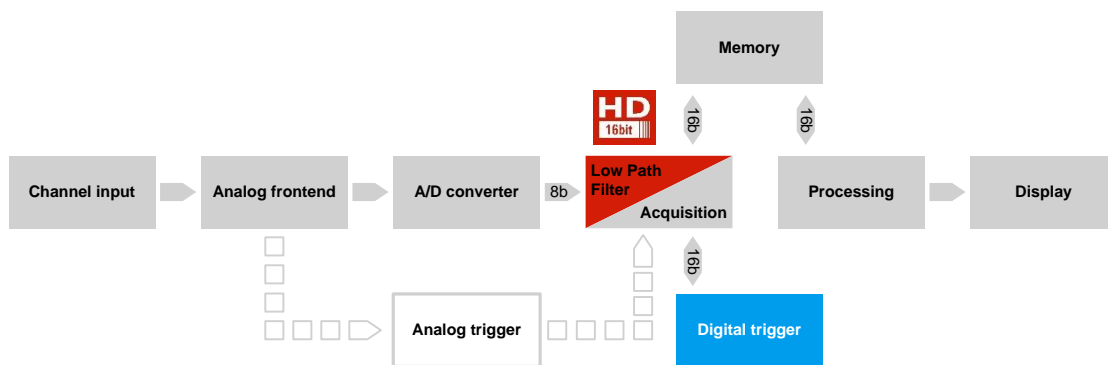 Memory
HD
16bit
16b
16b
Channel input
Analog frontend
A/D converter
8b
Low Path
Filter
Acquisition
Processing
Display
16b
Analog trigger
Digital trigger